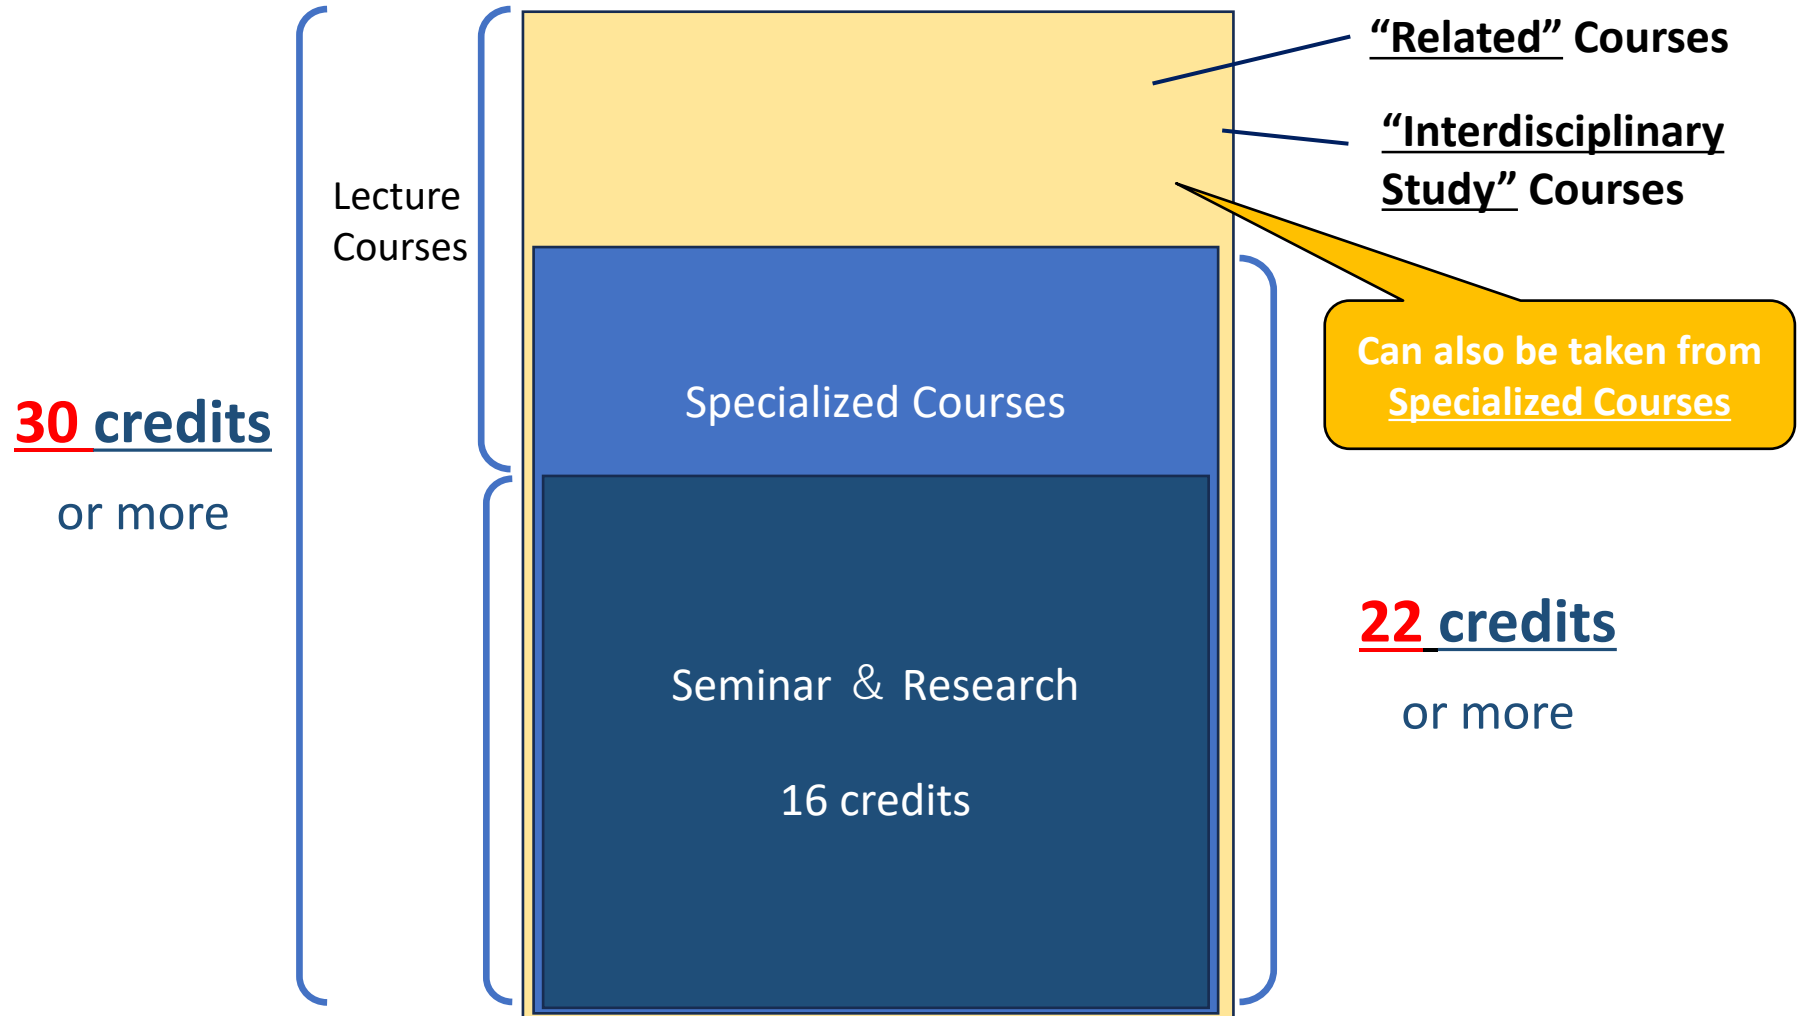 “Related” Courses
“Interdisciplinary
Study” Courses
Lecture
Courses
Can also be taken from
Specialized Courses
Specialized Courses
30 credits
or more
22 credits
or more
Seminar ＆ Research
16 credits